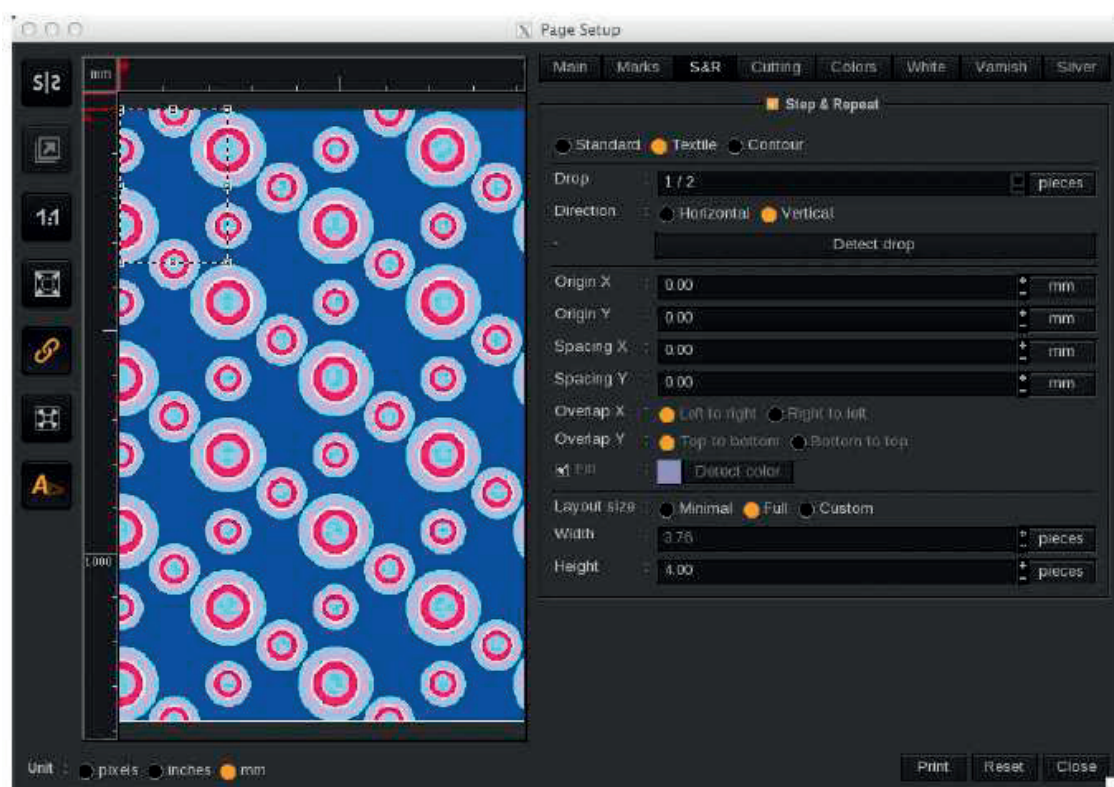 Page Setup
S|S
mm
1:1
A
1.000
Main Marks S&R Cutting Colors White Varnish Silver
Step & Repeat
Standard Textile Contour
Drop : 1 / 2 pieces
Direction : Horizontal Vertical
- Detect drop
Origin X : 0.00 mm
Origin Y : 0.00 mm
Spacing X : 0.00 mm
Spacing Y : 0.00 mm
Overlap X : Left to right Right to left
Overlap Y : Top to bottom Bottom to top
Fill : Detect color
Layout size : Minimal Full Custom
Width : 3.76 pieces
Height : 4.00 pieces
Unit : pixels inches mm
Print Reset Close